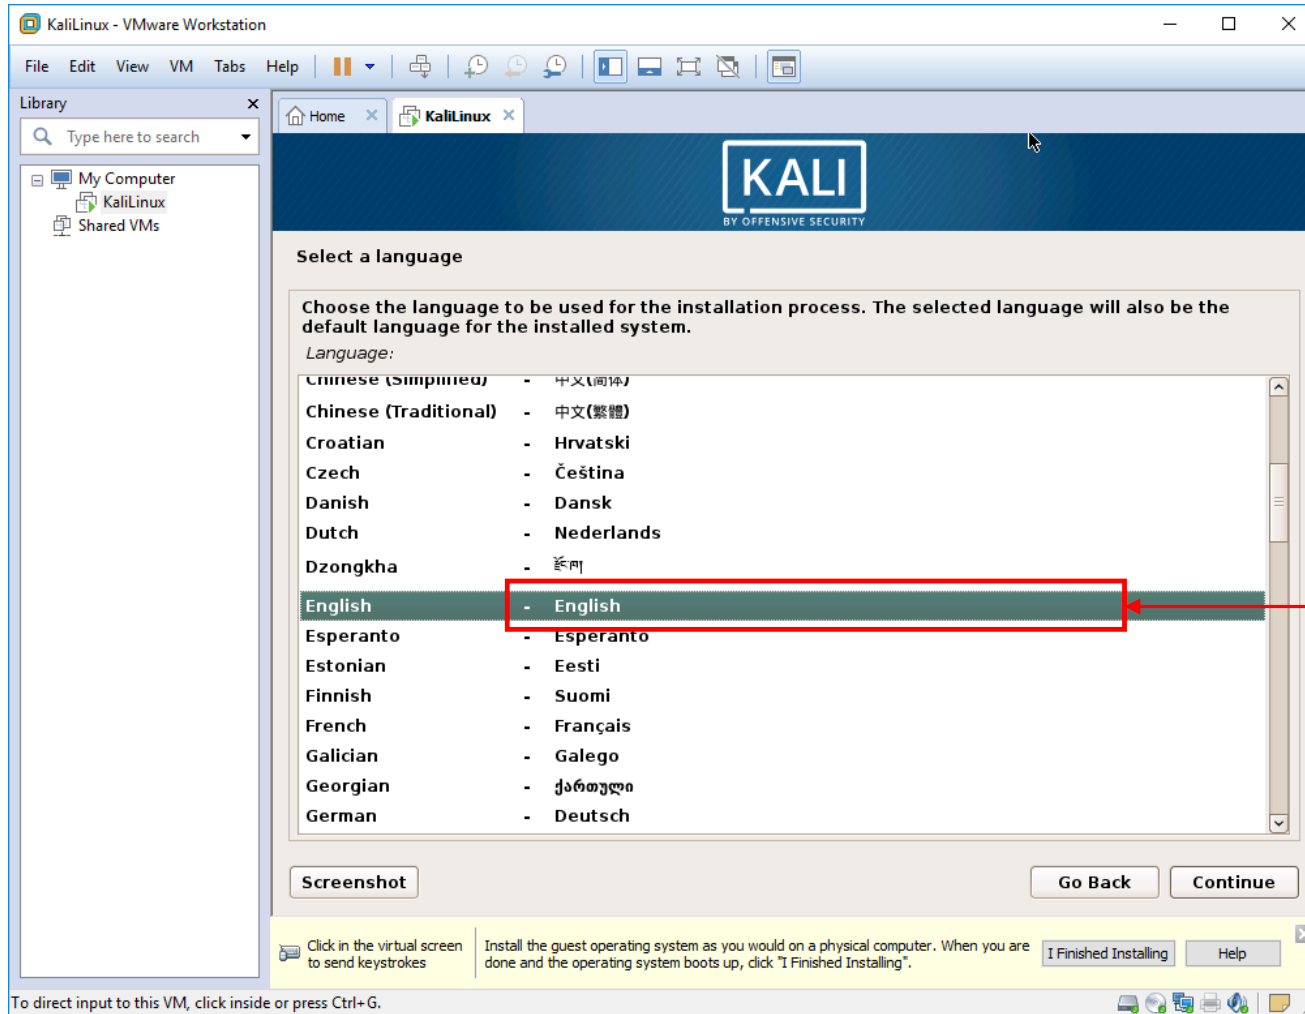 KaliLinux - VMware Workstation
File Edit View VM Tabs Help
Library
Type here to search
My Computer
KaliLinux
Shared VMs
Home
KaliLinux
KALI
BY OFFENSIVE SECURITY
Select a language
Choose the language to be used for the installation process. The selected language will also be the
default language for the installed system.
Language:
Chinese (Simplified) - 中文(简体)
Chinese (Traditional) - 中文(繁體)
Croatian - Hrvatski
Czech - Čeština
Danish - Dansk
Dutch - Nederlands
Dzongkha - རྫོང་ཁ།
English - English
Esperanto - Esperanto
Estonian - Eesti
Finnish - Suomi
French - Français
Galician - Galego
Georgian - ქართული
German - Deutsch
Screenshot
Go Back
Continue
Click in the virtual screen
to send keystrokes
Install the guest operating system as you would on a physical computer. When you are
done and the operating system boots up, click "I Finished Installing".
I Finished Installing
Help
To direct input to this VM, click inside or press Ctrl+G.